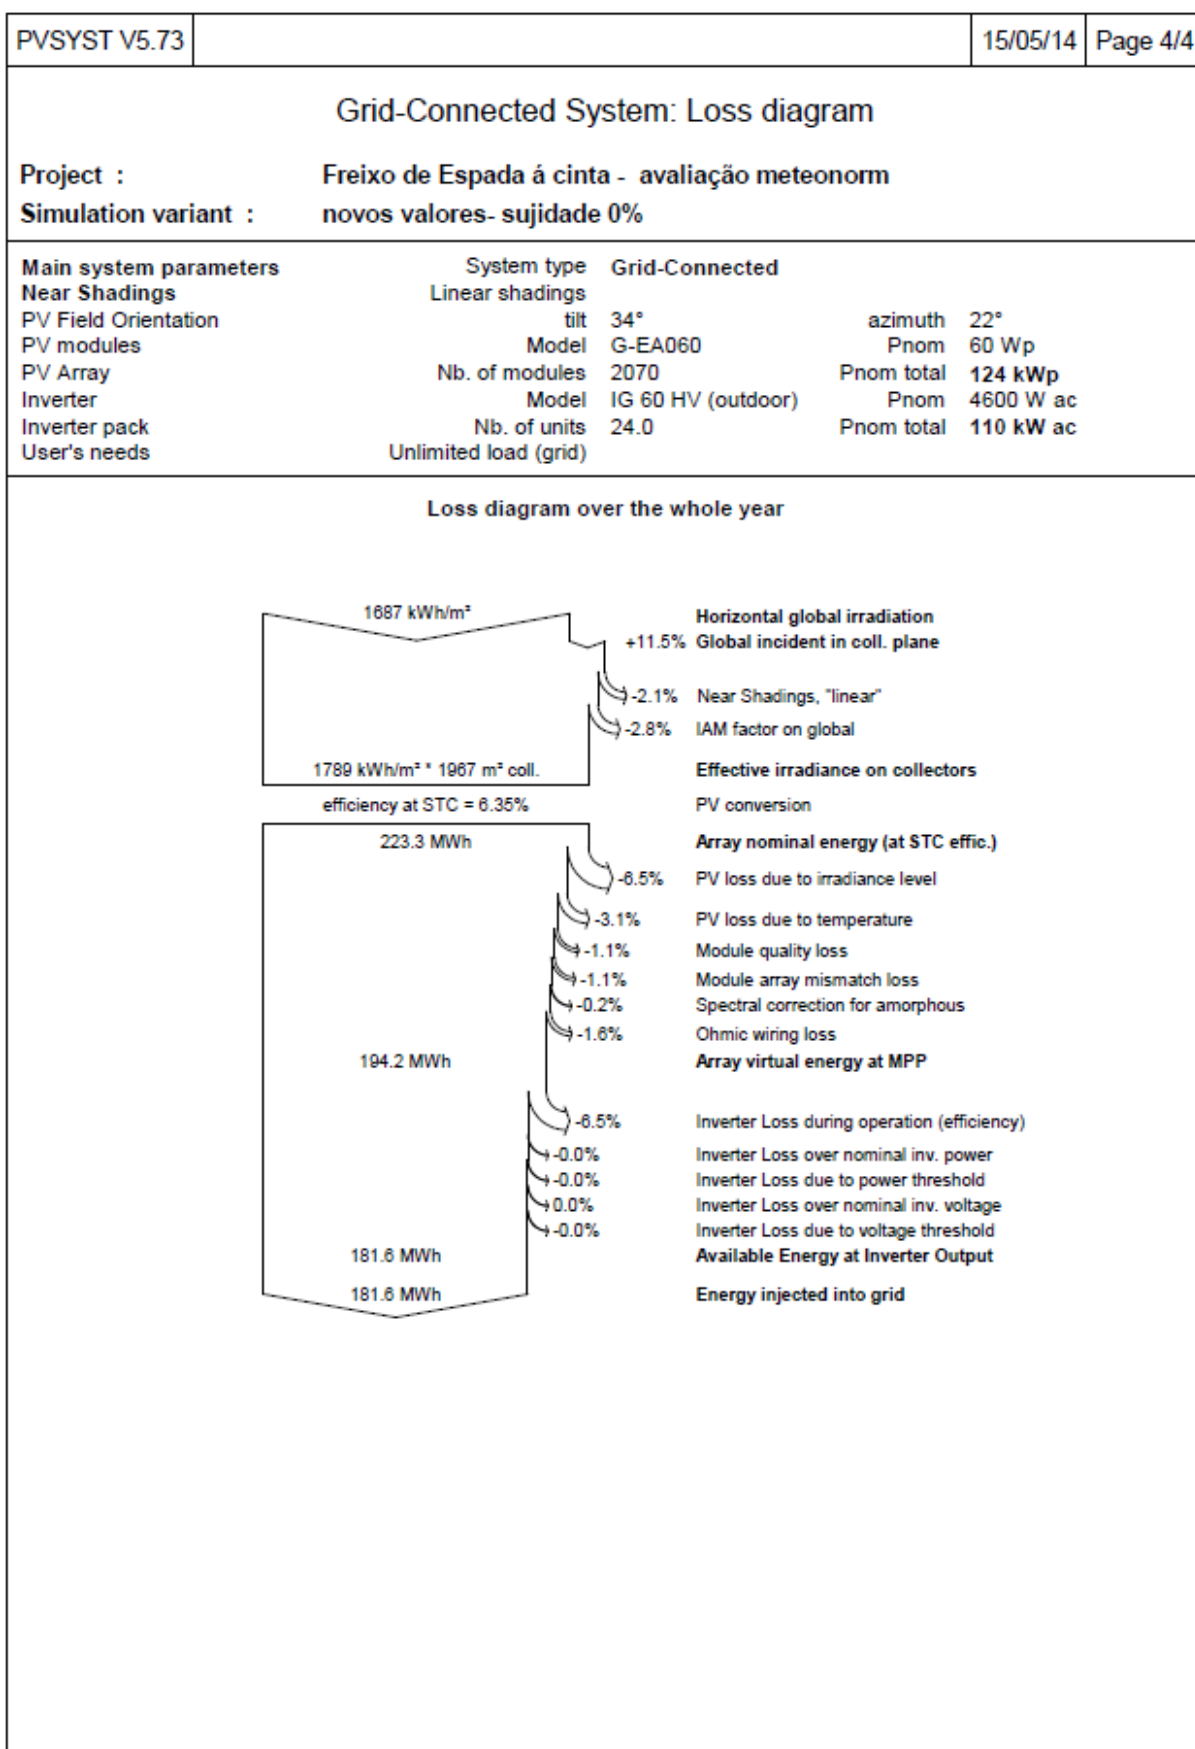 PVSYST V5.73 15/05/14 Page 4/4
Grid-Connected System: Loss diagram
Project : Freixo de Espada á cinta - avaliação meteonorm
Simulation variant : novos valores- sujidade 0%
Main system parameters System type Grid-Connected
Near Shadings Linear shadings
PV Field Orientation tilt 34° azimuth 22°
PV modules Model G-EA060 Pnom 60 Wp
PV Array Nb. of modules 2070 Pnom total 124 kWp
Inverter Model IG 60 HV (outdoor) Pnom 4600 W ac
Inverter pack Nb. of units 24.0 Pnom total 110 kW ac
User's needs Unlimited load (grid)
Loss diagram over the whole year
1687 kWh/m² Horizontal global irradiation
+11.5% Global incident in coll. plane
-2.1% Near Shadings, "linear"
-2.8% IAM factor on global
1789 kWh/m² * 1967 m² coll. Effective irradiance on collectors
efficiency at STC = 6.35% PV conversion
223.3 MWh Array nominal energy (at STC effic.)
-6.5% PV loss due to irradiance level
-3.1% PV loss due to temperature
-1.1% Module quality loss
-1.1% Module array mismatch loss
-0.2% Spectral correction for amorphous
-1.6% Ohmic wiring loss
194.2 MWh Array virtual energy at MPP
-6.5% Inverter Loss during operation (efficiency)
-0.0% Inverter Loss over nominal inv. power
-0.0% Inverter Loss due to power threshold
0.0% Inverter Loss over nominal inv. voltage
-0.0% Inverter Loss due to voltage threshold
181.6 MWh Available Energy at Inverter Output
181.6 MWh Energy injected into grid